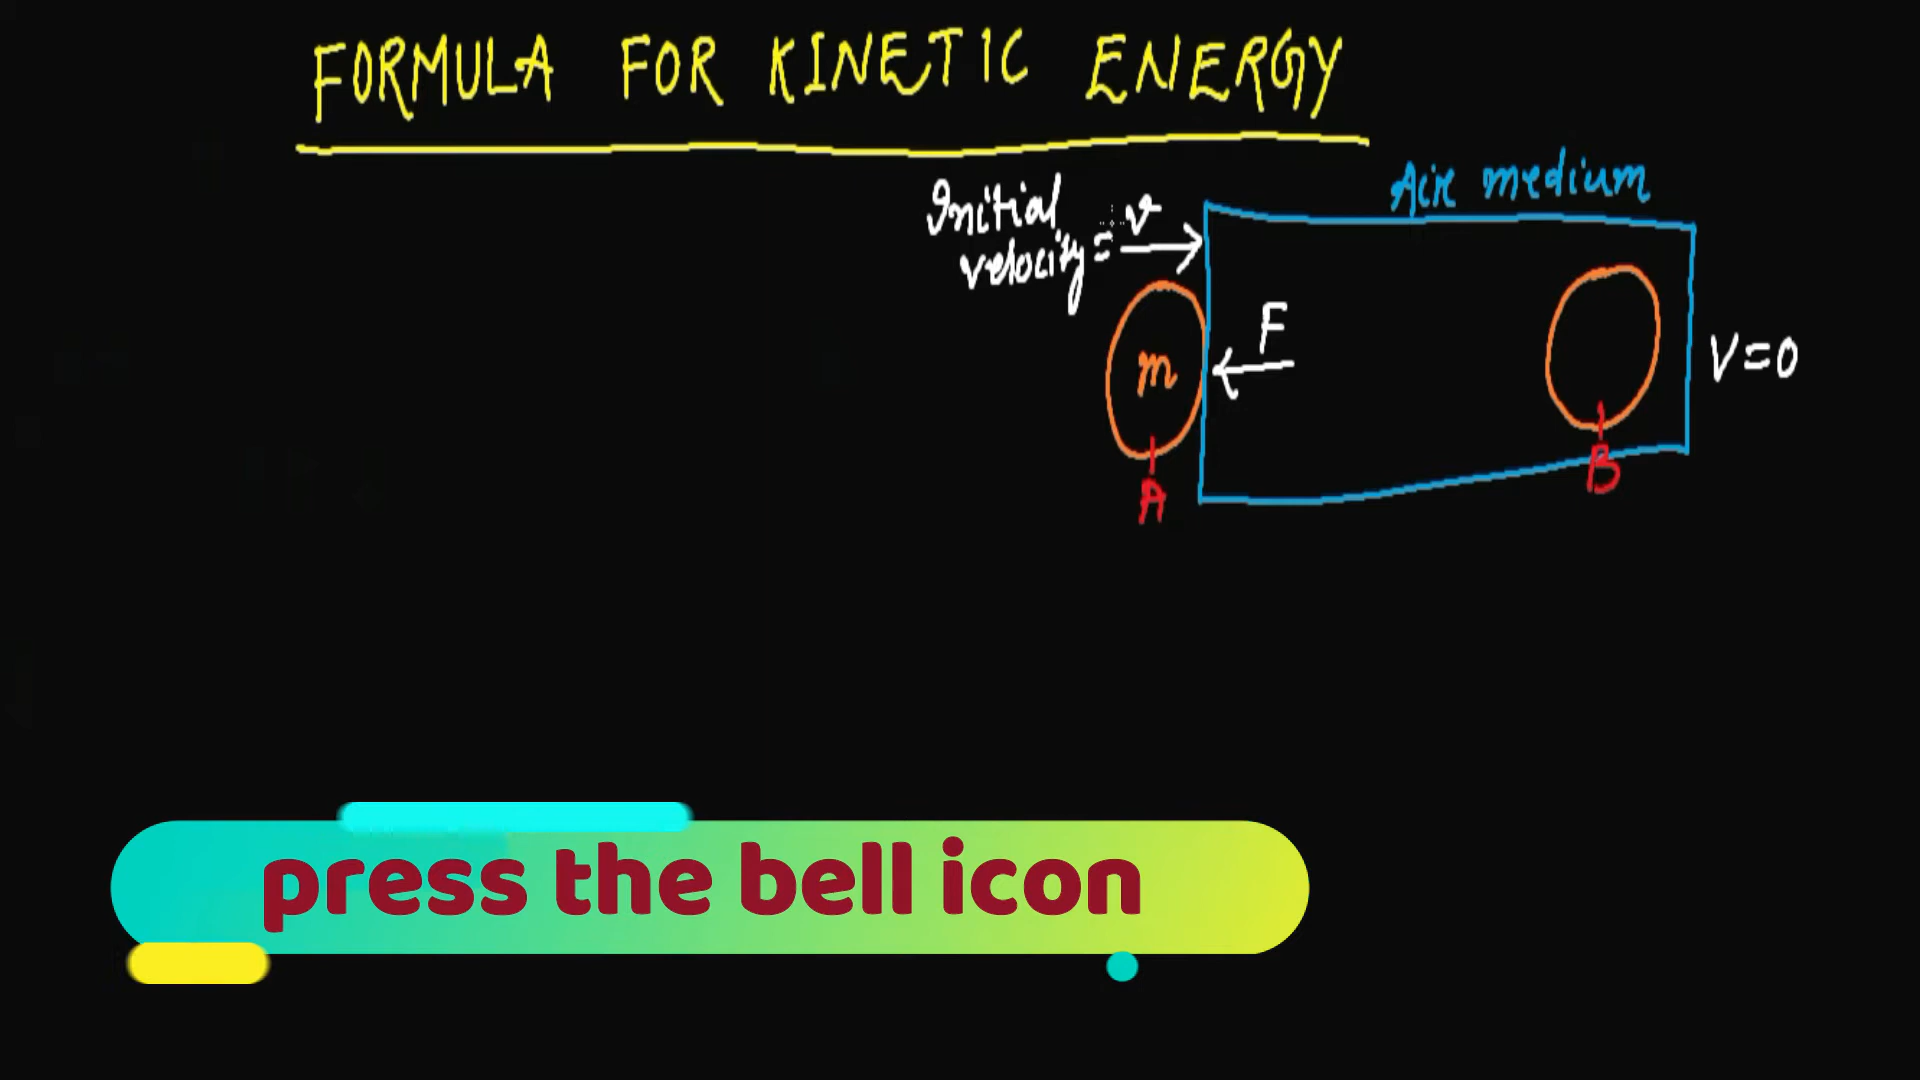 FORMULA FOR KINETIC ENERGY
Air medium
Initial
velocity = v
F
m
V=0
A
B
press the bell icon